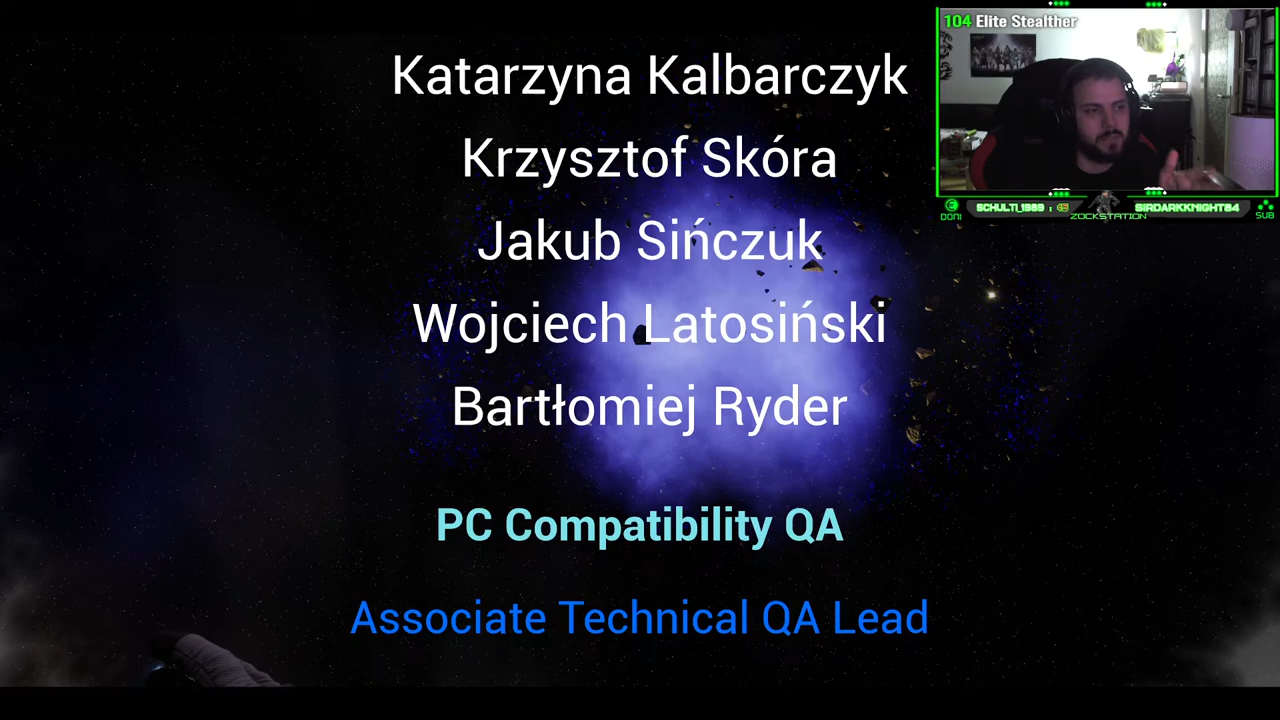 104 Elite Stealther
Katarzyna Kalbarczyk
Krzysztof Skóra
Jakub Sińczuk
SCHULTI_1989 :
SIRDARKKNIGHT84
DONI
ZOCKSTATION
SUB
Wojciech Latosiński
Bartłomiej Ryder
PC Compatibility QA
Associate Technical QA Lead